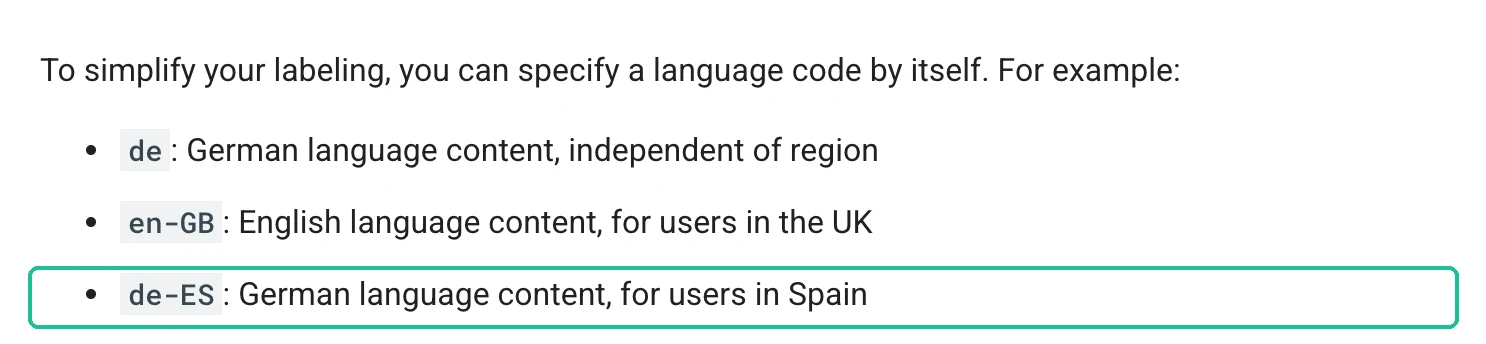 To simplify your labeling, you can specify a language code by itself. For example:
• de: German language content, independent of region
• en-GB: English language content, for users in the UK
• de-ES: German language content, for users in Spain